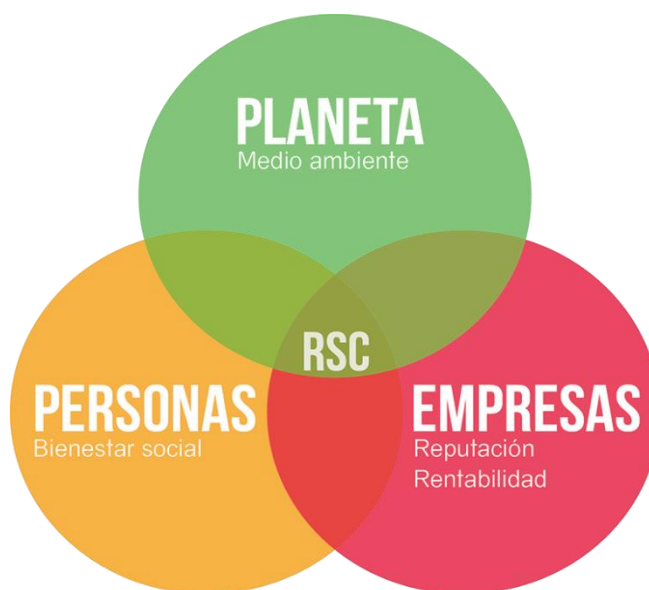 PLANETA
Medio ambiente
RSC
PERSONAS
Bienestar social
EMPRESAS
Reputación
Rentabilidad